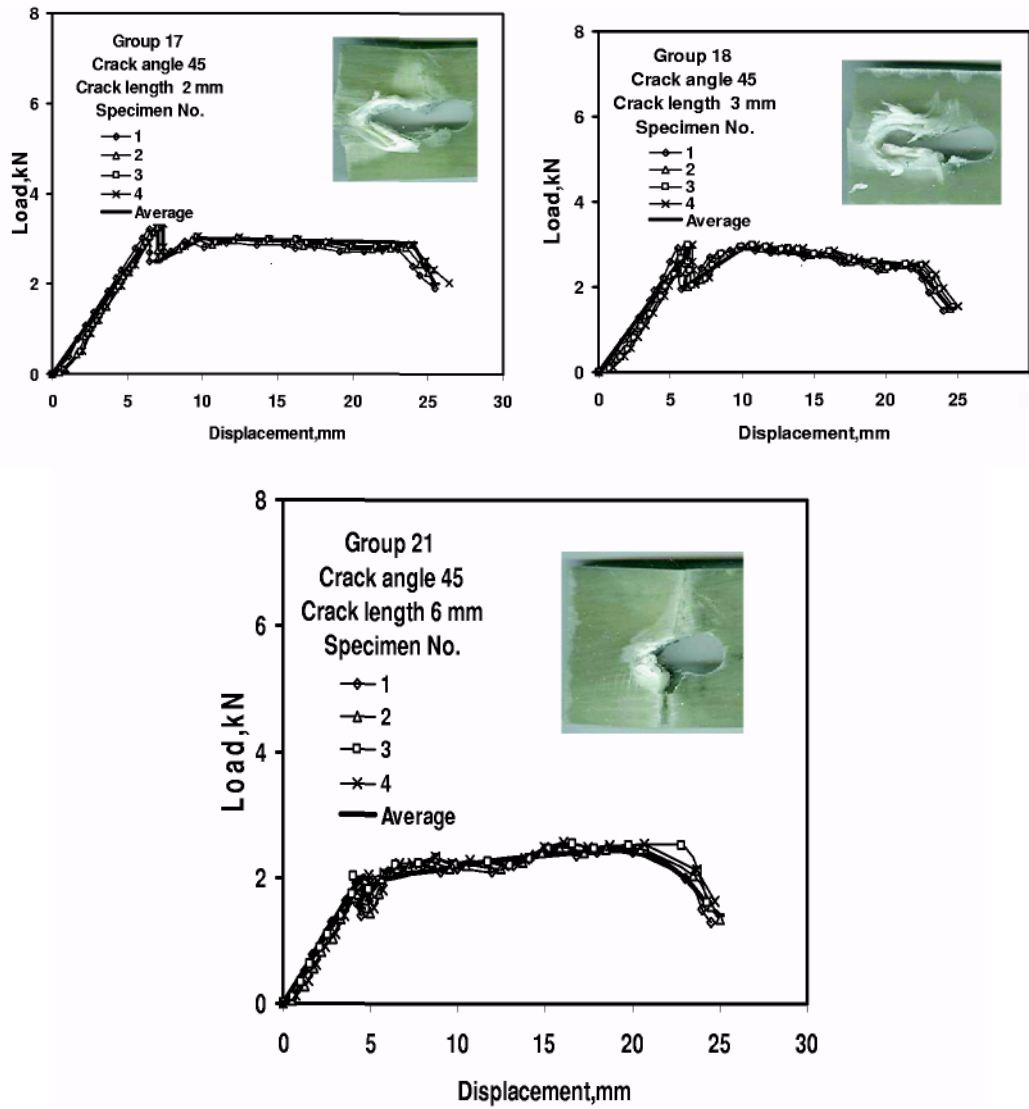 Group 17
Crack angle 45
Crack length 2 mm
Specimen No.
1
2
3
4
Average
Load,kN
8
6
4
2
0
0 5 10 15 20 25 30
Displacement,mm
Group 18
Crack angle 45
Crack length 3 mm
Specimen No.
1
2
3
4
Average
Load,kN
8
6
4
2
0
0 5 10 15 20 25
Displacement,mm
Group 21
Crack angle 45
Crack length 6 mm
Specimen No.
1
2
3
4
Average
Load,kN
8
6
4
2
0
0 5 10 15 20 25 30
Displacement,mm